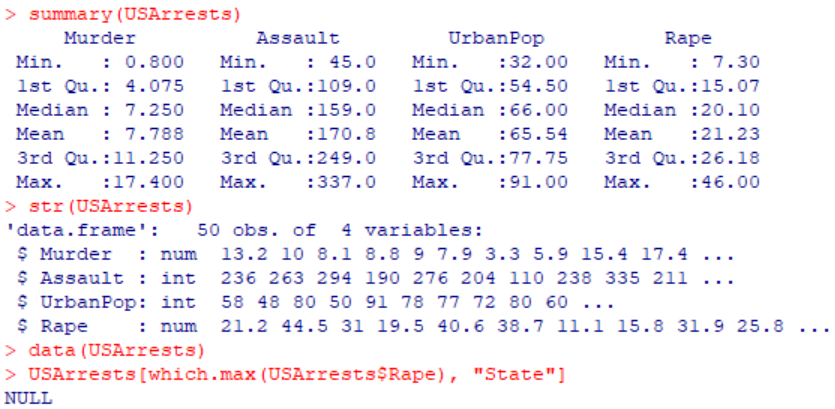 > summary(USArrests)
     Murder          Assault         UrbanPop          Rape
 Min.   : 0.800   Min.   : 45.0   Min.   :32.00   Min.   : 7.30
 1st Qu.: 4.075   1st Qu.:109.0   1st Qu.:54.50   1st Qu.:15.07
 Median : 7.250   Median :159.0   Median :66.00   Median :20.10
 Mean   : 7.788   Mean   :170.8   Mean   :65.54   Mean   :21.23
 3rd Qu.:11.250   3rd Qu.:249.0   3rd Qu.:77.75   3rd Qu.:26.18
 Max.   :17.400   Max.   :337.0   Max.   :91.00   Max.   :46.00
> str(USArrests)
'data.frame':   50 obs. of  4 variables:
 $ Murder  : num  13.2 10 8.1 8.8 9 7.9 3.3 5.9 15.4 17.4 ...
 $ Assault : int  236 263 294 190 276 204 110 238 335 211 ...
 $ UrbanPop: int  58 48 80 50 91 78 77 72 80 60 ...
 $ Rape    : num  21.2 44.5 31 19.5 40.6 38.7 11.1 15.8 31.9 25.8 ...
> data(USArrests)
> USArrests[which.max(USArrests$Rape), "State"]
NULL